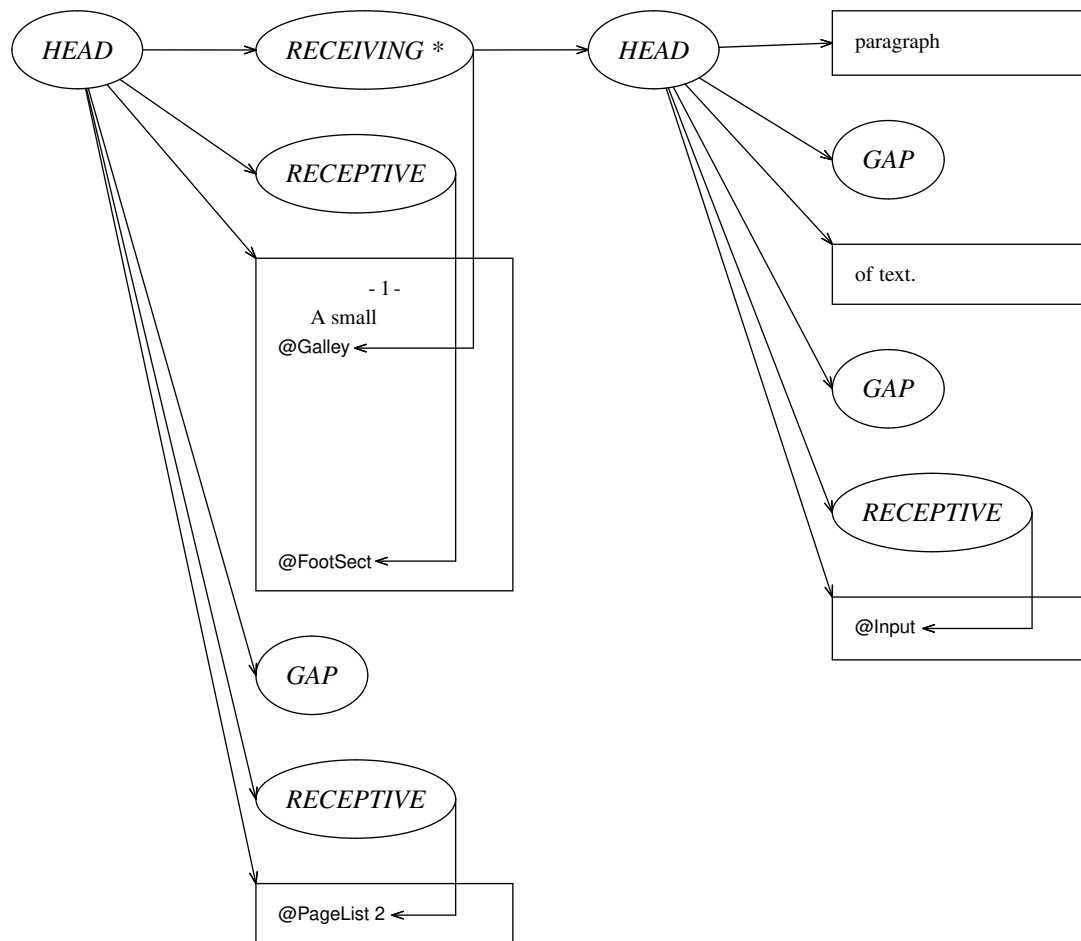 HEAD
RECEIVING *
HEAD
paragraph
RECEPTIVE
GAP
of text.
- 1 -
A small
@Galley
GAP
RECEPTIVE
@FootSect
@Input
GAP
RECEPTIVE
@PageList 2